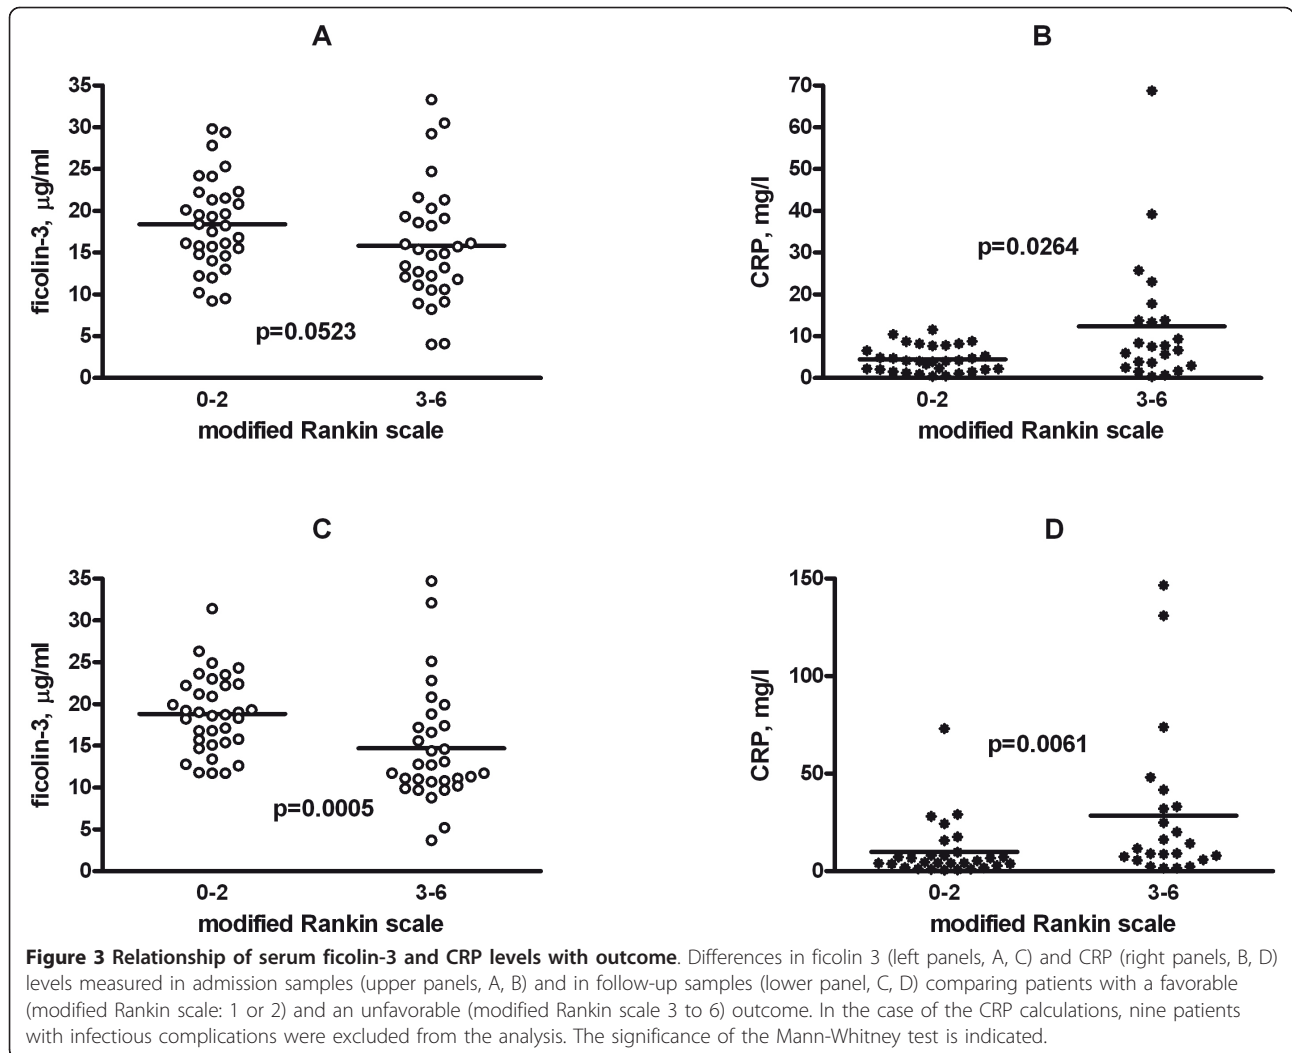 A
35
30
25
20
15
10
5
0
ficolin-3, µg/ml
p=0.0523
0-2
3-6
modified Rankin scale
B
70
60
50
40
30
20
10
0
CRP, mg/l
p=0.0264
0-2
3-6
modified Rankin scale
C
35
30
25
20
15
10
5
0
ficolin-3, µg/ml
p=0.0005
0-2
3-6
modified Rankin scale
D
150
100
50
0
CRP, mg/l
p=0.0061
0-2
3-6
modified Rankin scale
Figure 3 Relationship of serum ficolin-3 and CRP levels with outcome. Differences in ficolin 3 (left panels, A, C) and CRP (right panels, B, D)
levels measured in admission samples (upper panels, A, B) and in follow-up samples (lower panel, C, D) comparing patients with a favorable
(modified Rankin scale: 1 or 2) and an unfavorable (modified Rankin scale 3 to 6) outcome. In the case of the CRP calculations, nine patients
with infectious complications were excluded from the analysis. The significance of the Mann-Whitney test is indicated.